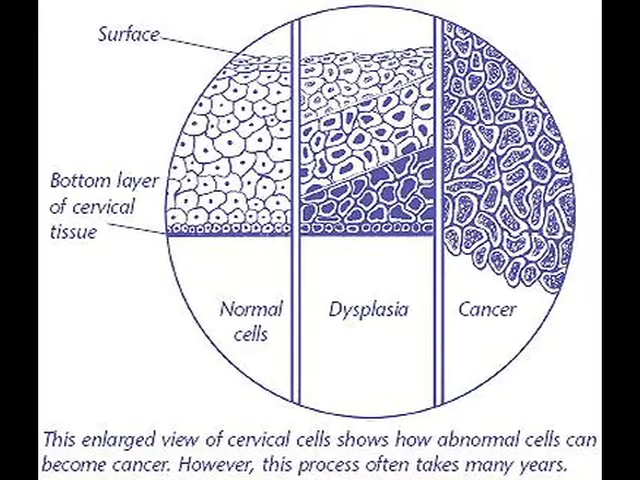 Surface
Bottom layer
of cervical
tissue
Normal
cells
Dysplasia
Cancer
This enlarged view of cervical cells shows how abnormal cells can
become cancer. However, this process often takes many years.